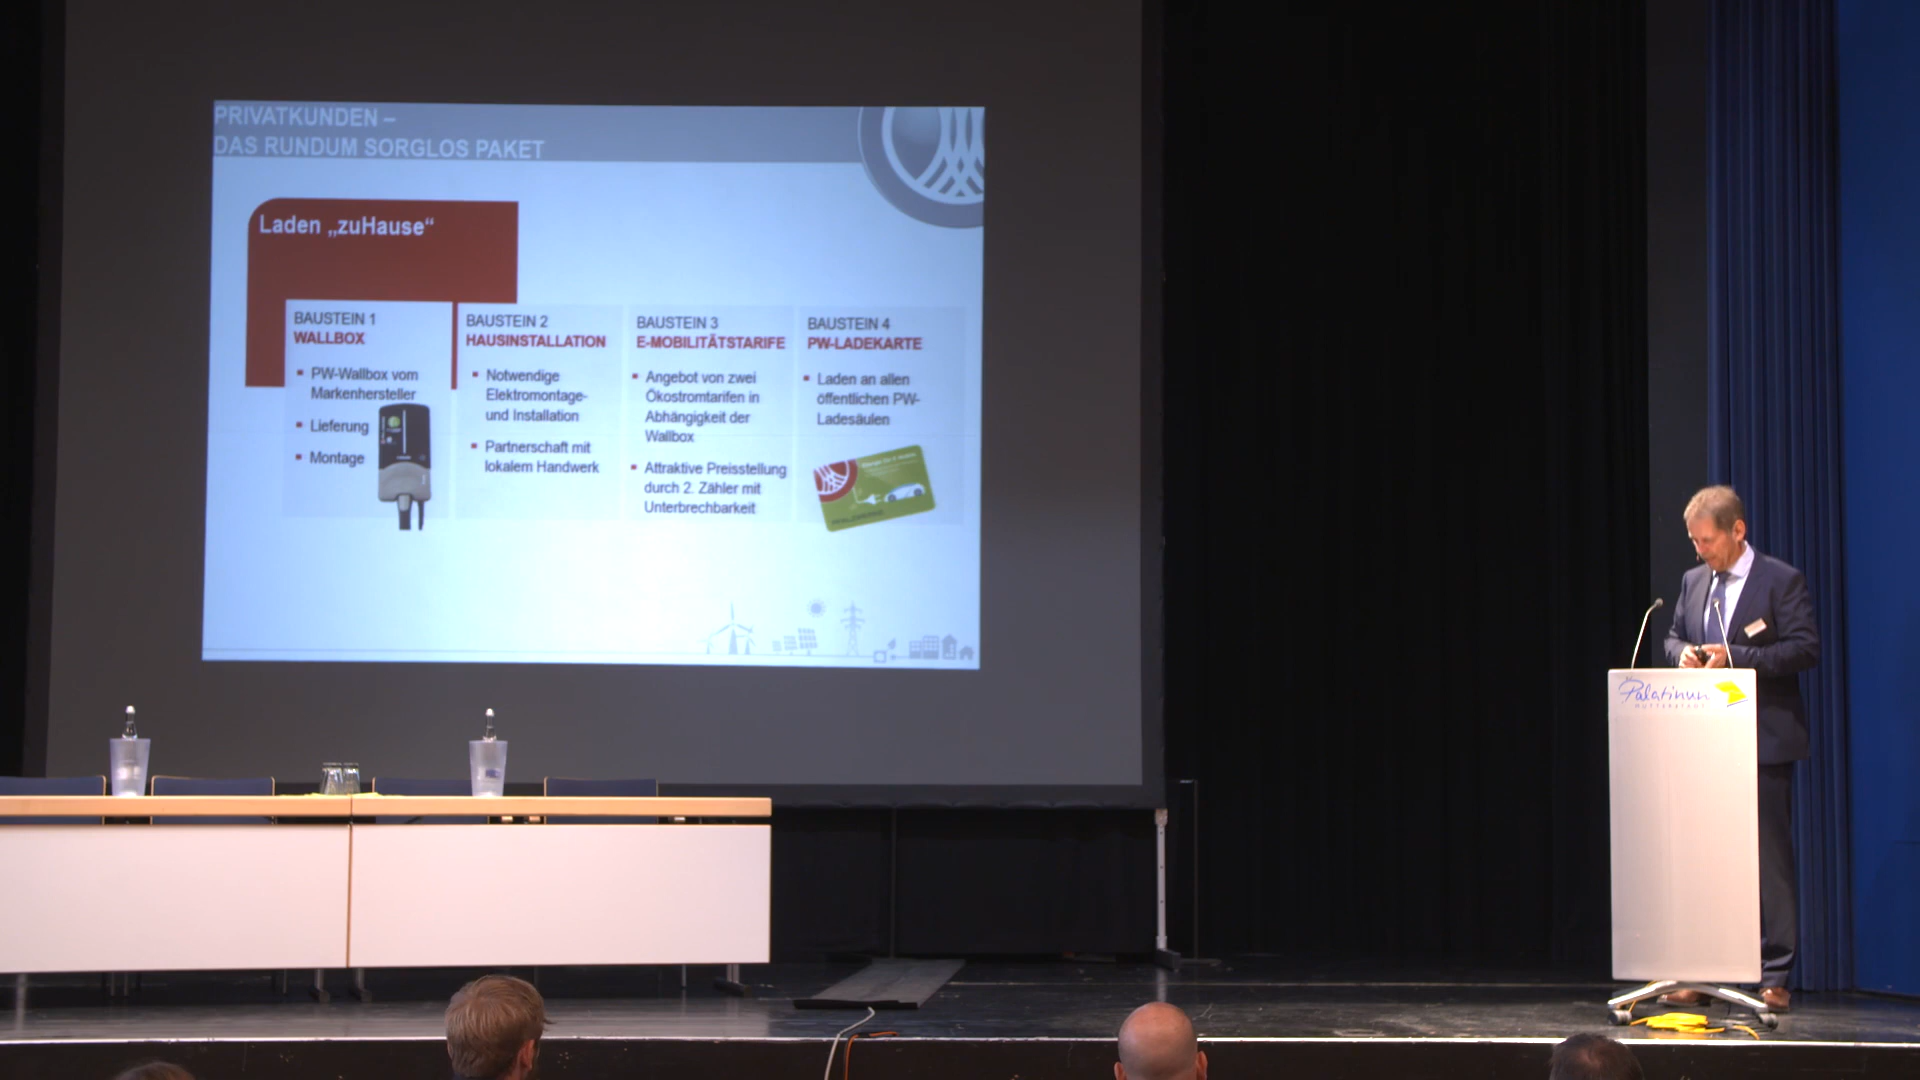 PRIVATKUNDEN –
DAS RUNDUM SORGLOS PAKET
Laden „zuHause“
BAUSTEIN 1
WALLBOX
PW-Wallbox vom
Markenhersteller
Lieferung
Montage
BAUSTEIN 2
HAUSINSTALLATION
Notwendige
Elektromontage-
und Installation
Partnerschaft mit
lokalem Handwerk
BAUSTEIN 3
E-MOBILITÄTSTARIFE
Angebot von zwei
Ökostromtarifen in
Abhängigkeit der
Wallbox
Attraktive Preisstellung
durch 2. Zähler mit
Unterbrechbarkeit
BAUSTEIN 4
PW-LADEKARTE
Laden an allen
öffentlichen PW-
Ladesäulen
Palatinum
MUTTERSTADT